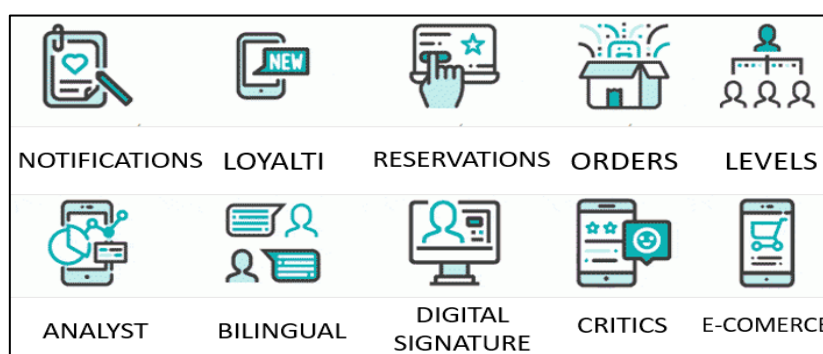 NEW
NOTIFICATIONS LOYALTI RESERVATIONS ORDERS LEVELS
ANALYST BILINGUAL DIGITAL SIGNATURE CRITICS E-COMERCE